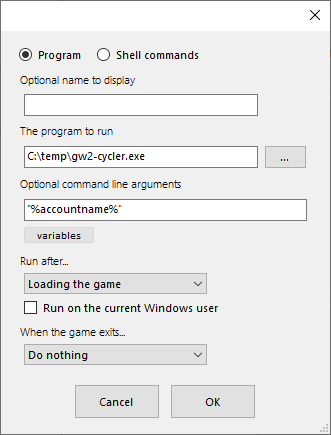 Program Shell commands
Optional name to display
The program to run
C:\temp\gw2-cycler.exe ...
Optional command line arguments
"%accountname%"
variables
Run after...
Loading the game
Run on the current Windows user
When the game exits...
Do nothing
Cancel OK